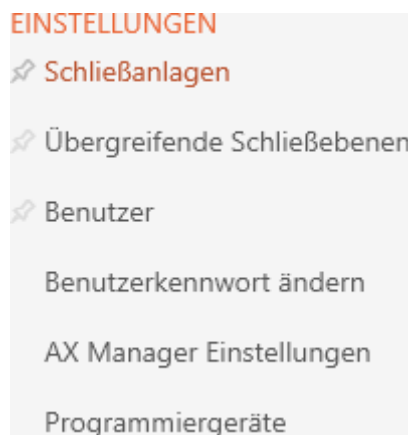 EINSTELLUNGEN
Schließanlagen
Übergreifende Schließebenen
Benutzer
Benutzerkennwort ändern
AX Manager Einstellungen
Programmiergeräte